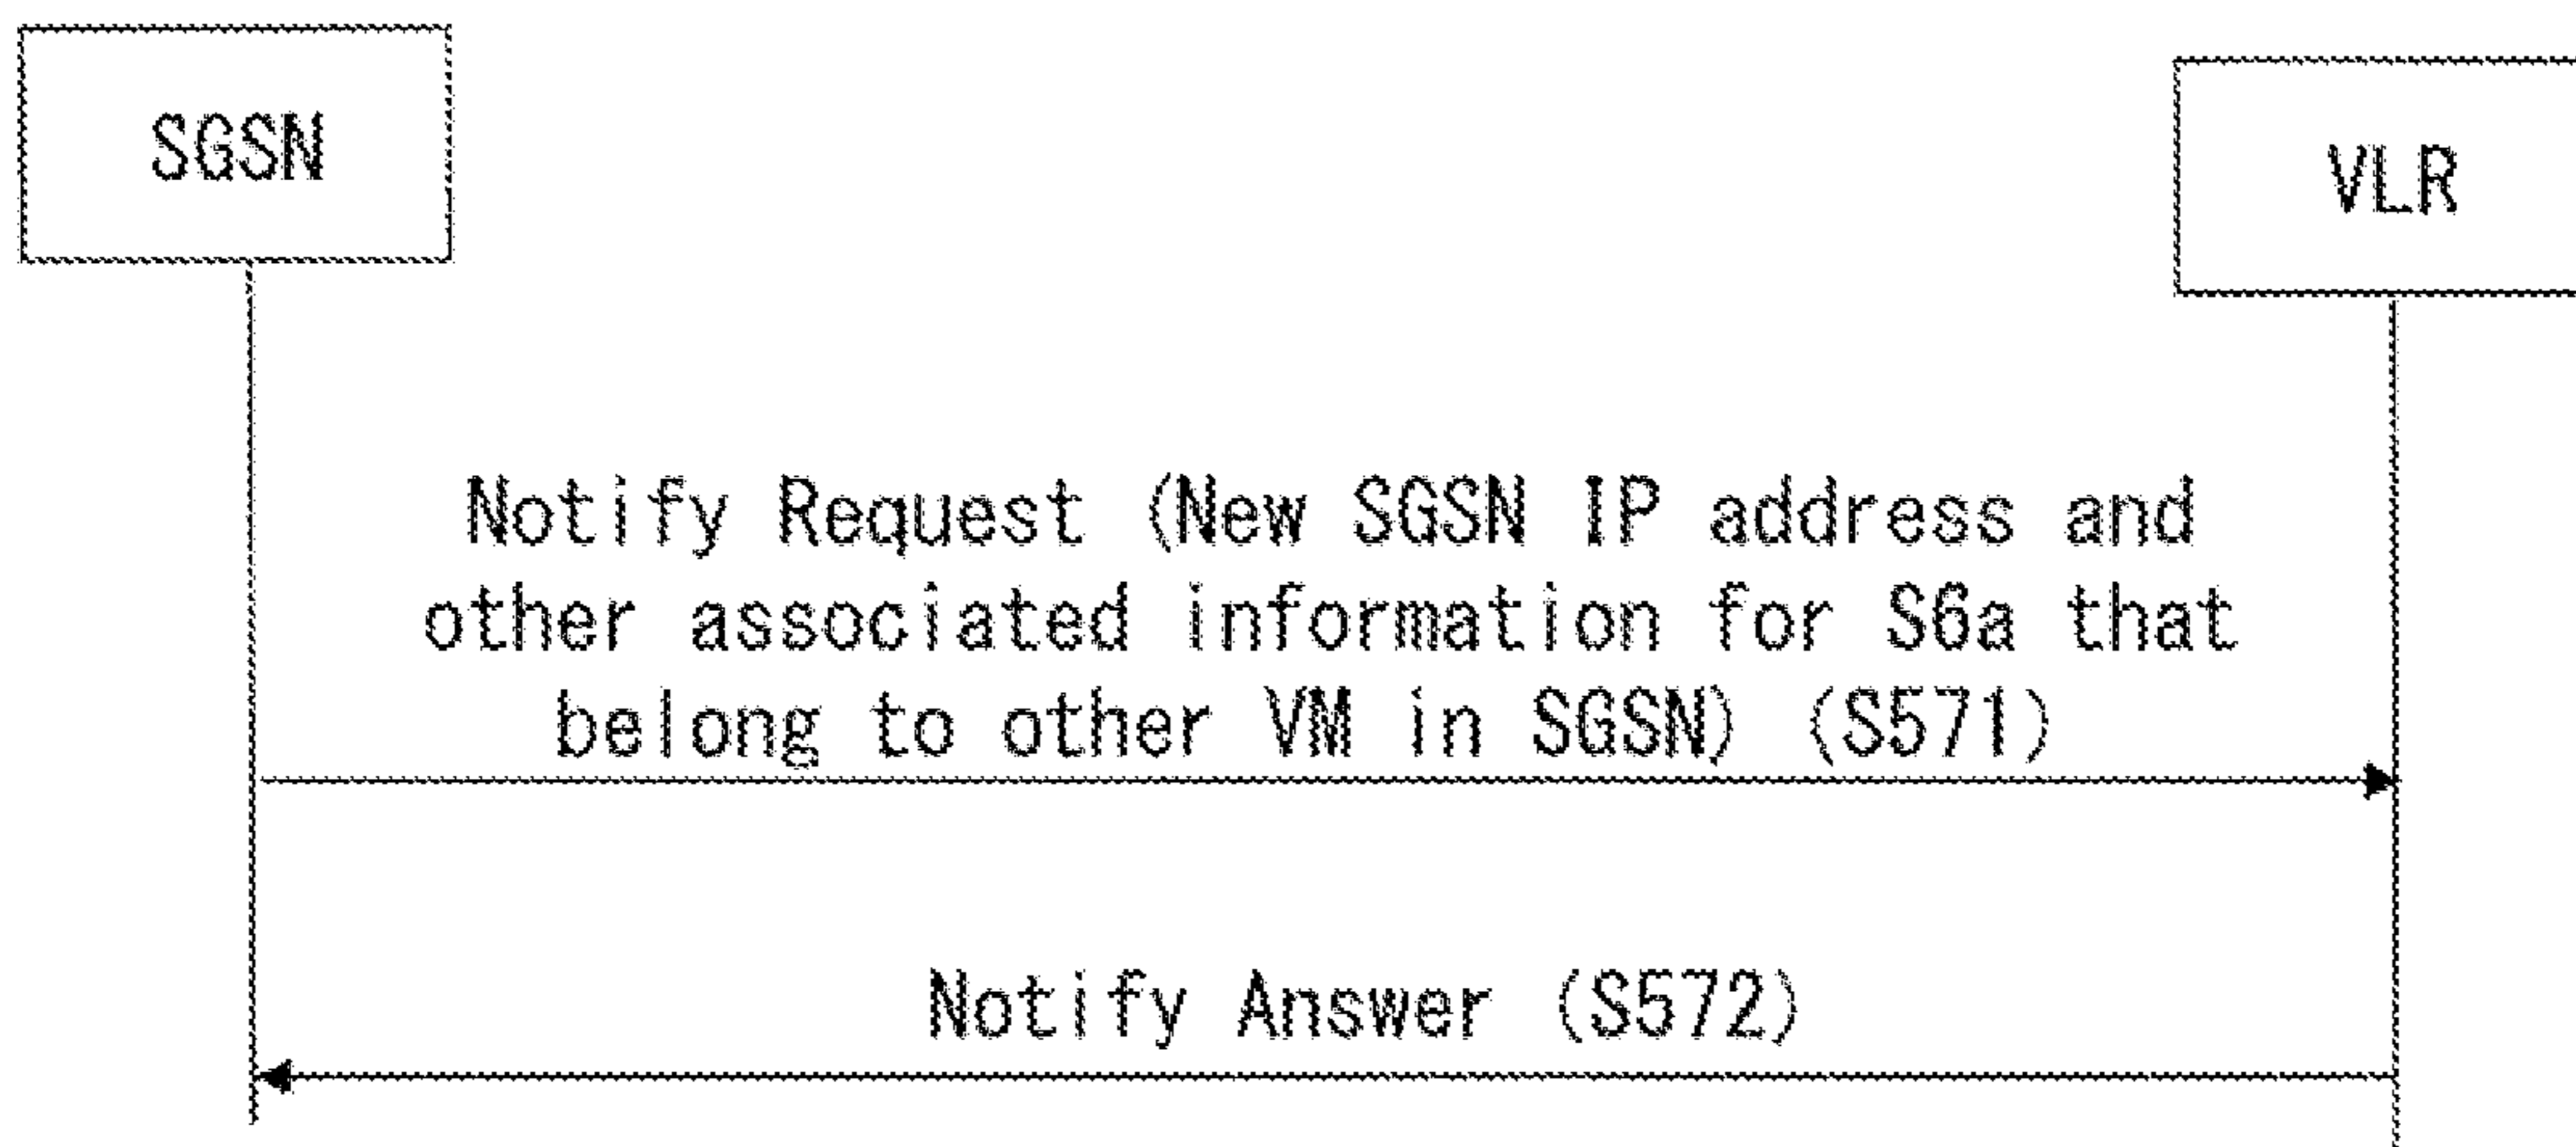 SGSN
VLR
Notify Request (New SGSN IP address and
other associated information for S6a that
belong to other VM in SGSN) (S571)
Notify Answer (S572)